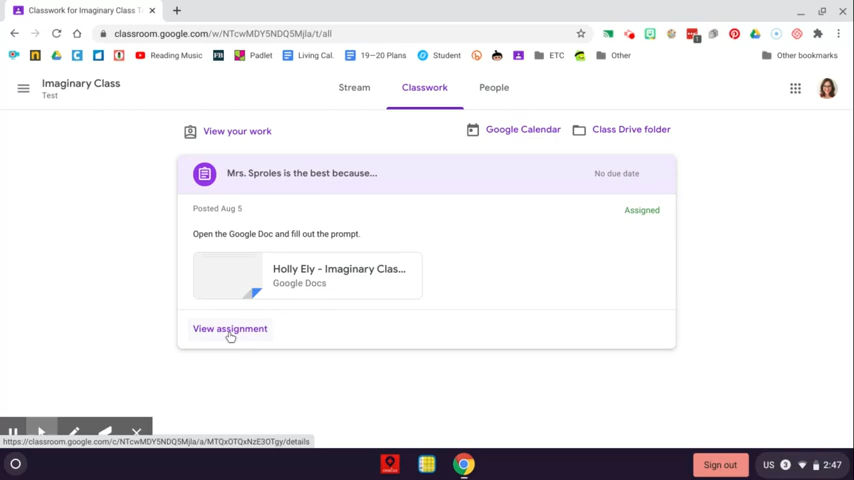 Classwork for Imaginary Class T
classroom.google.com/w/NTcwMDY5NDQ5Mjla/t/all
Reading Music
Padlet
Living Cal.
19—20 Plans
Student
ETC
Other
Other bookmarks
Imaginary Class
Test
Stream
Classwork
People
View your work
Google Calendar
Class Drive folder
Mrs. Sproles is the best because...
No due date
Posted Aug 5
Assigned
Open the Google Doc and fill out the prompt.
Holly Ely - Imaginary Clas...
Google Docs
View assignment
https://classroom.google.com/c/NTcwMDY5NDQ5Mjla/a/MTQxOTQxNzE3OTgy/details
Sign out
US
3
2:47